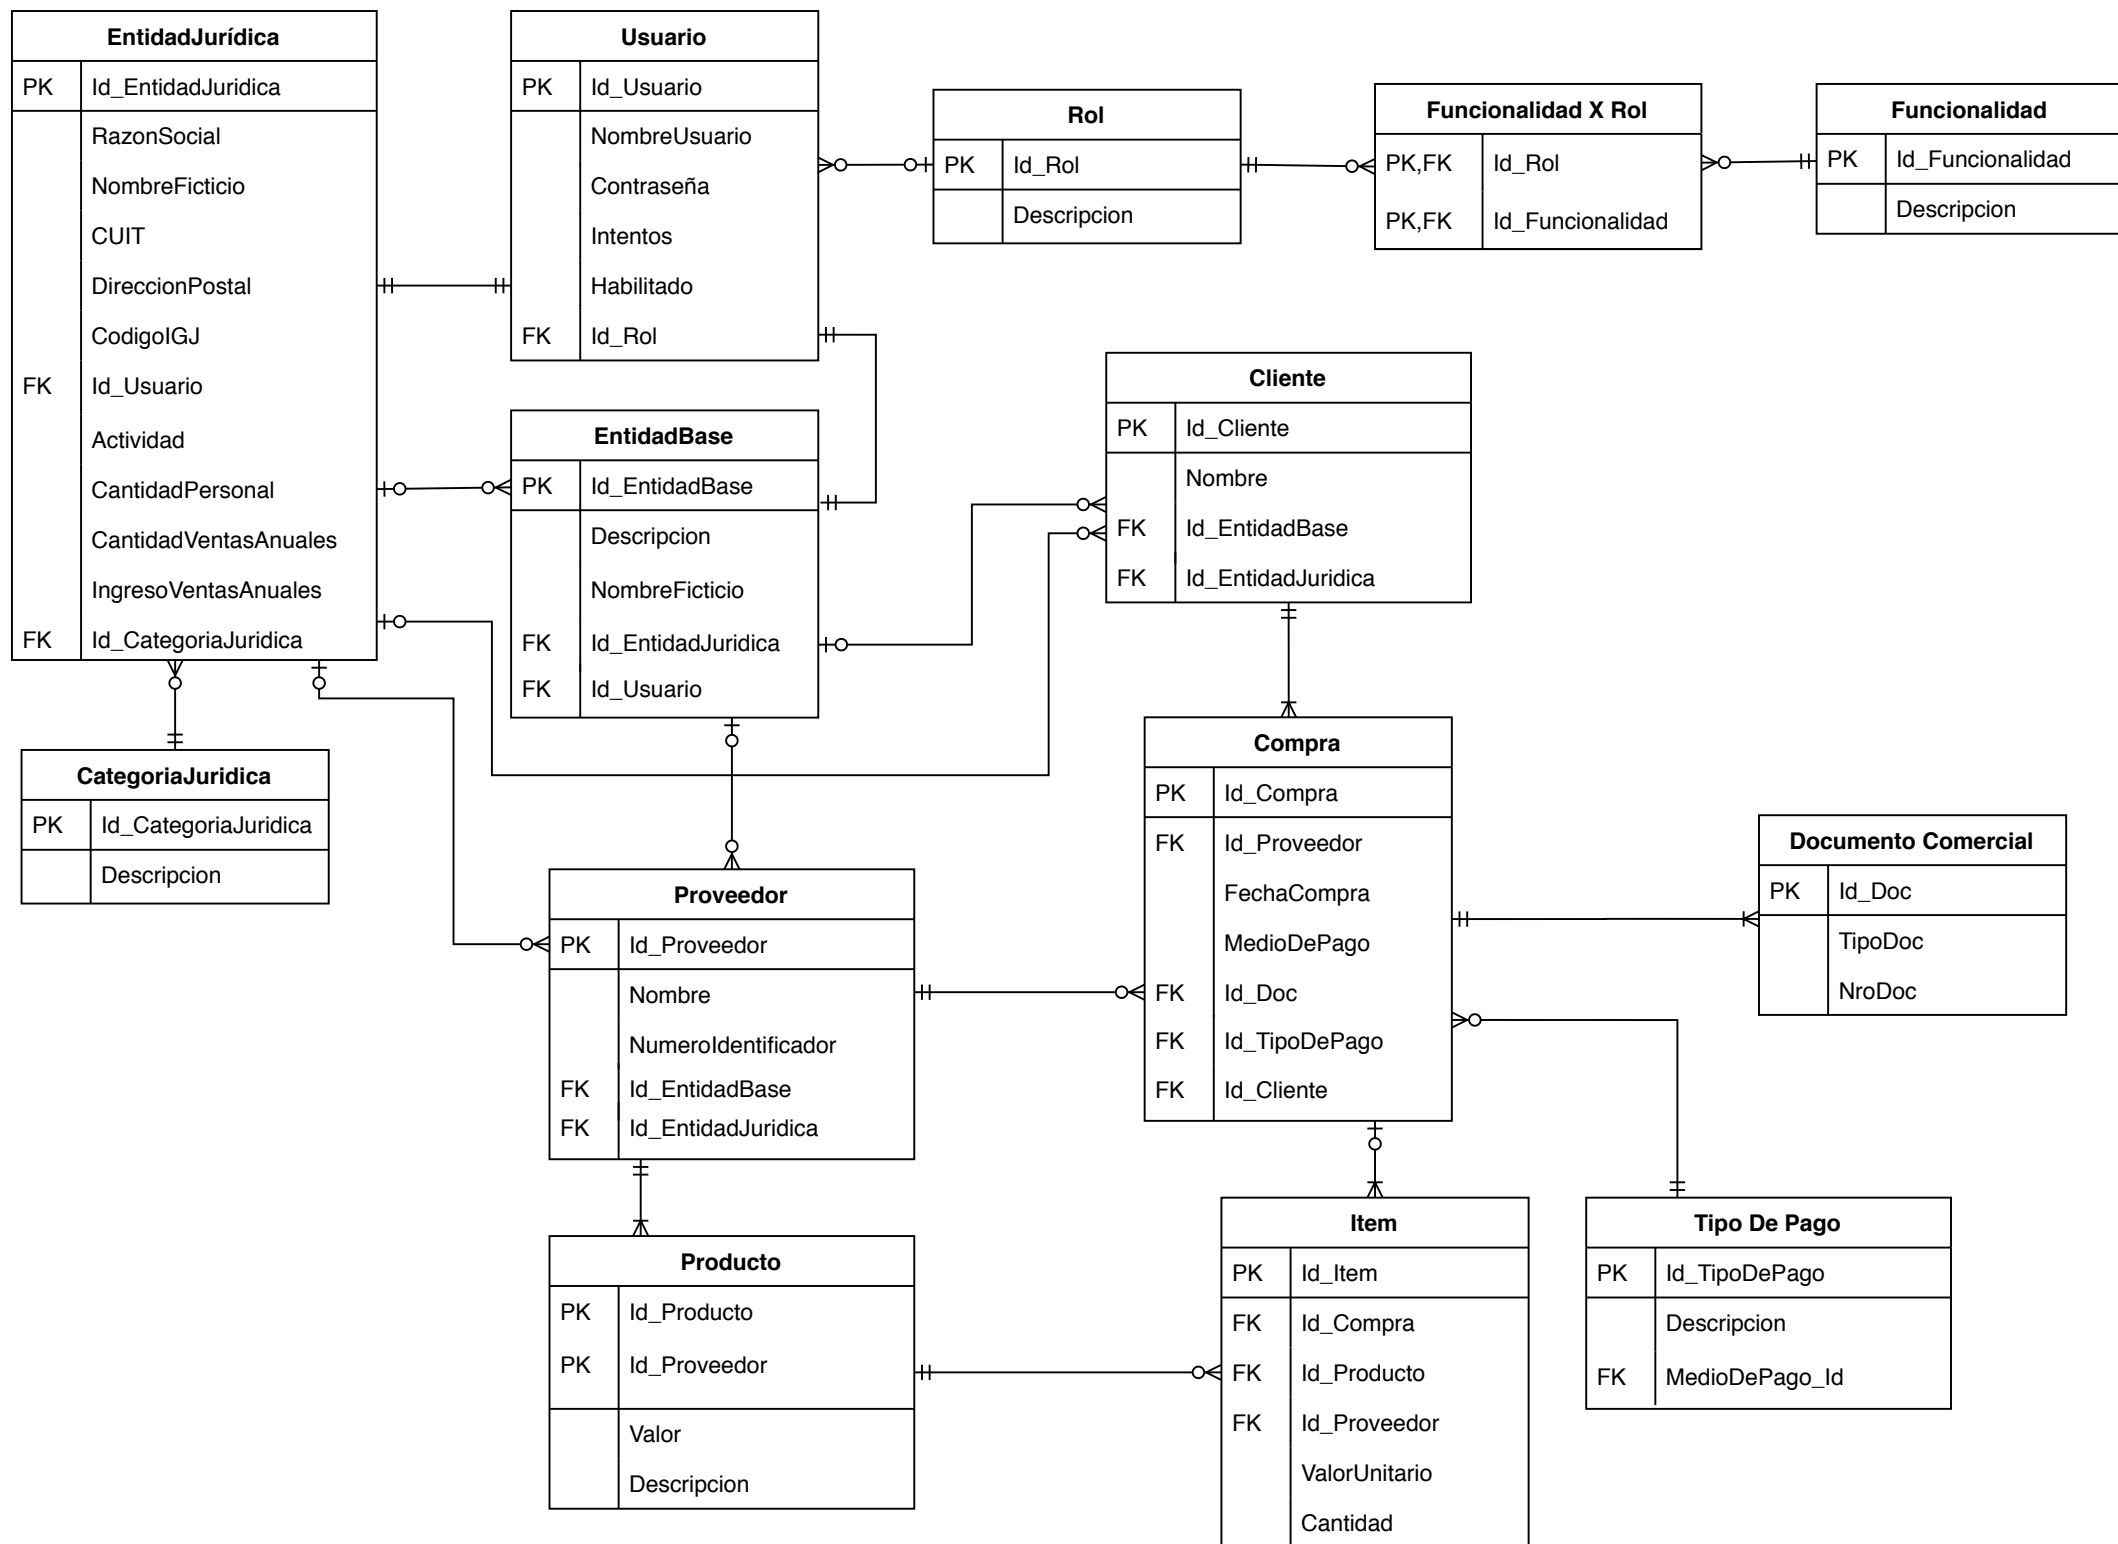 EntidadJurídica
PK Id_EntidadJuridica
RazonSocial
NombreFicticio
CUIT
DireccionPostal
CodigoIGJ
FK Id_Usuario
Actividad
CantidadPersonal
CantidadVentasAnuales
IngresoVentasAnuales
FK Id_CategoriaJuridica
Usuario
PK Id_Usuario
NombreUsuario
Contraseña
Intentos
Habilitado
FK Id_Rol
Rol
PK Id_Rol
Descripcion
Funcionalidad X Rol
PK,FK Id_Rol
PK,FK Id_Funcionalidad
Funcionalidad
PK Id_Funcionalidad
Descripcion
EntidadBase
PK Id_EntidadBase
Descripcion
NombreFicticio
FK Id_EntidadJuridica
FK Id_Usuario
Cliente
PK Id_Cliente
Nombre
FK Id_EntidadBase
FK Id_EntidadJuridica
CategoriaJuridica
PK Id_CategoriaJuridica
Descripcion
Compra
PK Id_Compra
FK Id_Proveedor
FechaCompra
MedioDePago
FK Id_Doc
FK Id_TipoDePago
FK Id_Cliente
Documento Comercial
PK Id_Doc
TipoDoc
NroDoc
Proveedor
PK Id_Proveedor
Nombre
NumeroIdentificador
FK Id_EntidadBase
FK Id_EntidadJuridica
Producto
PK Id_Producto
PK Id_Proveedor
Valor
Descripcion
Item
PK Id_Item
FK Id_Compra
FK Id_Producto
FK Id_Proveedor
ValorUnitario
Cantidad
Tipo De Pago
PK Id_TipoDePago
Descripcion
FK MedioDePago_Id